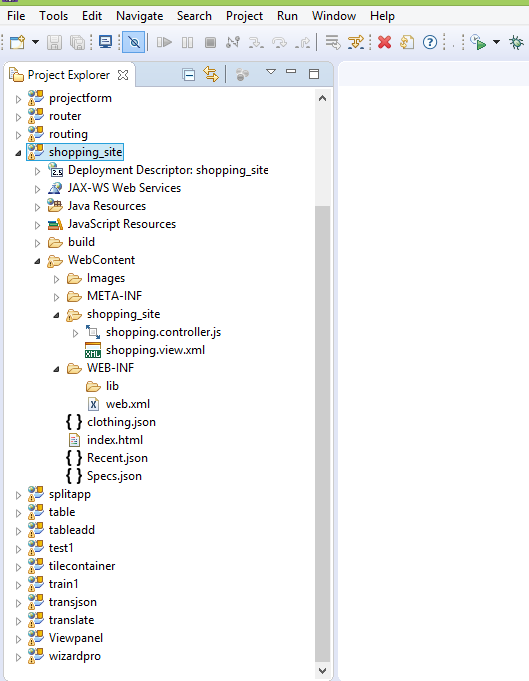 File Tools Edit Navigate Search Project Run Window Help
Project Explorer
projectform
router
routing
shopping_site
2.5 Deployment Descriptor: shopping_site
JAX-WS Web Services
Java Resources
JavaScript Resources
build
WebContent
Images
META-INF
shopping_site
shopping.controller.js
XML shopping.view.xml
WEB-INF
lib
X web.xml
{ } clothing.json
index.html
{ } Recent.json
{ } Specs.json
splitapp
table
tableadd
test1
tilecontainer
train1
transjson
translate
Viewpanel
wizardpro